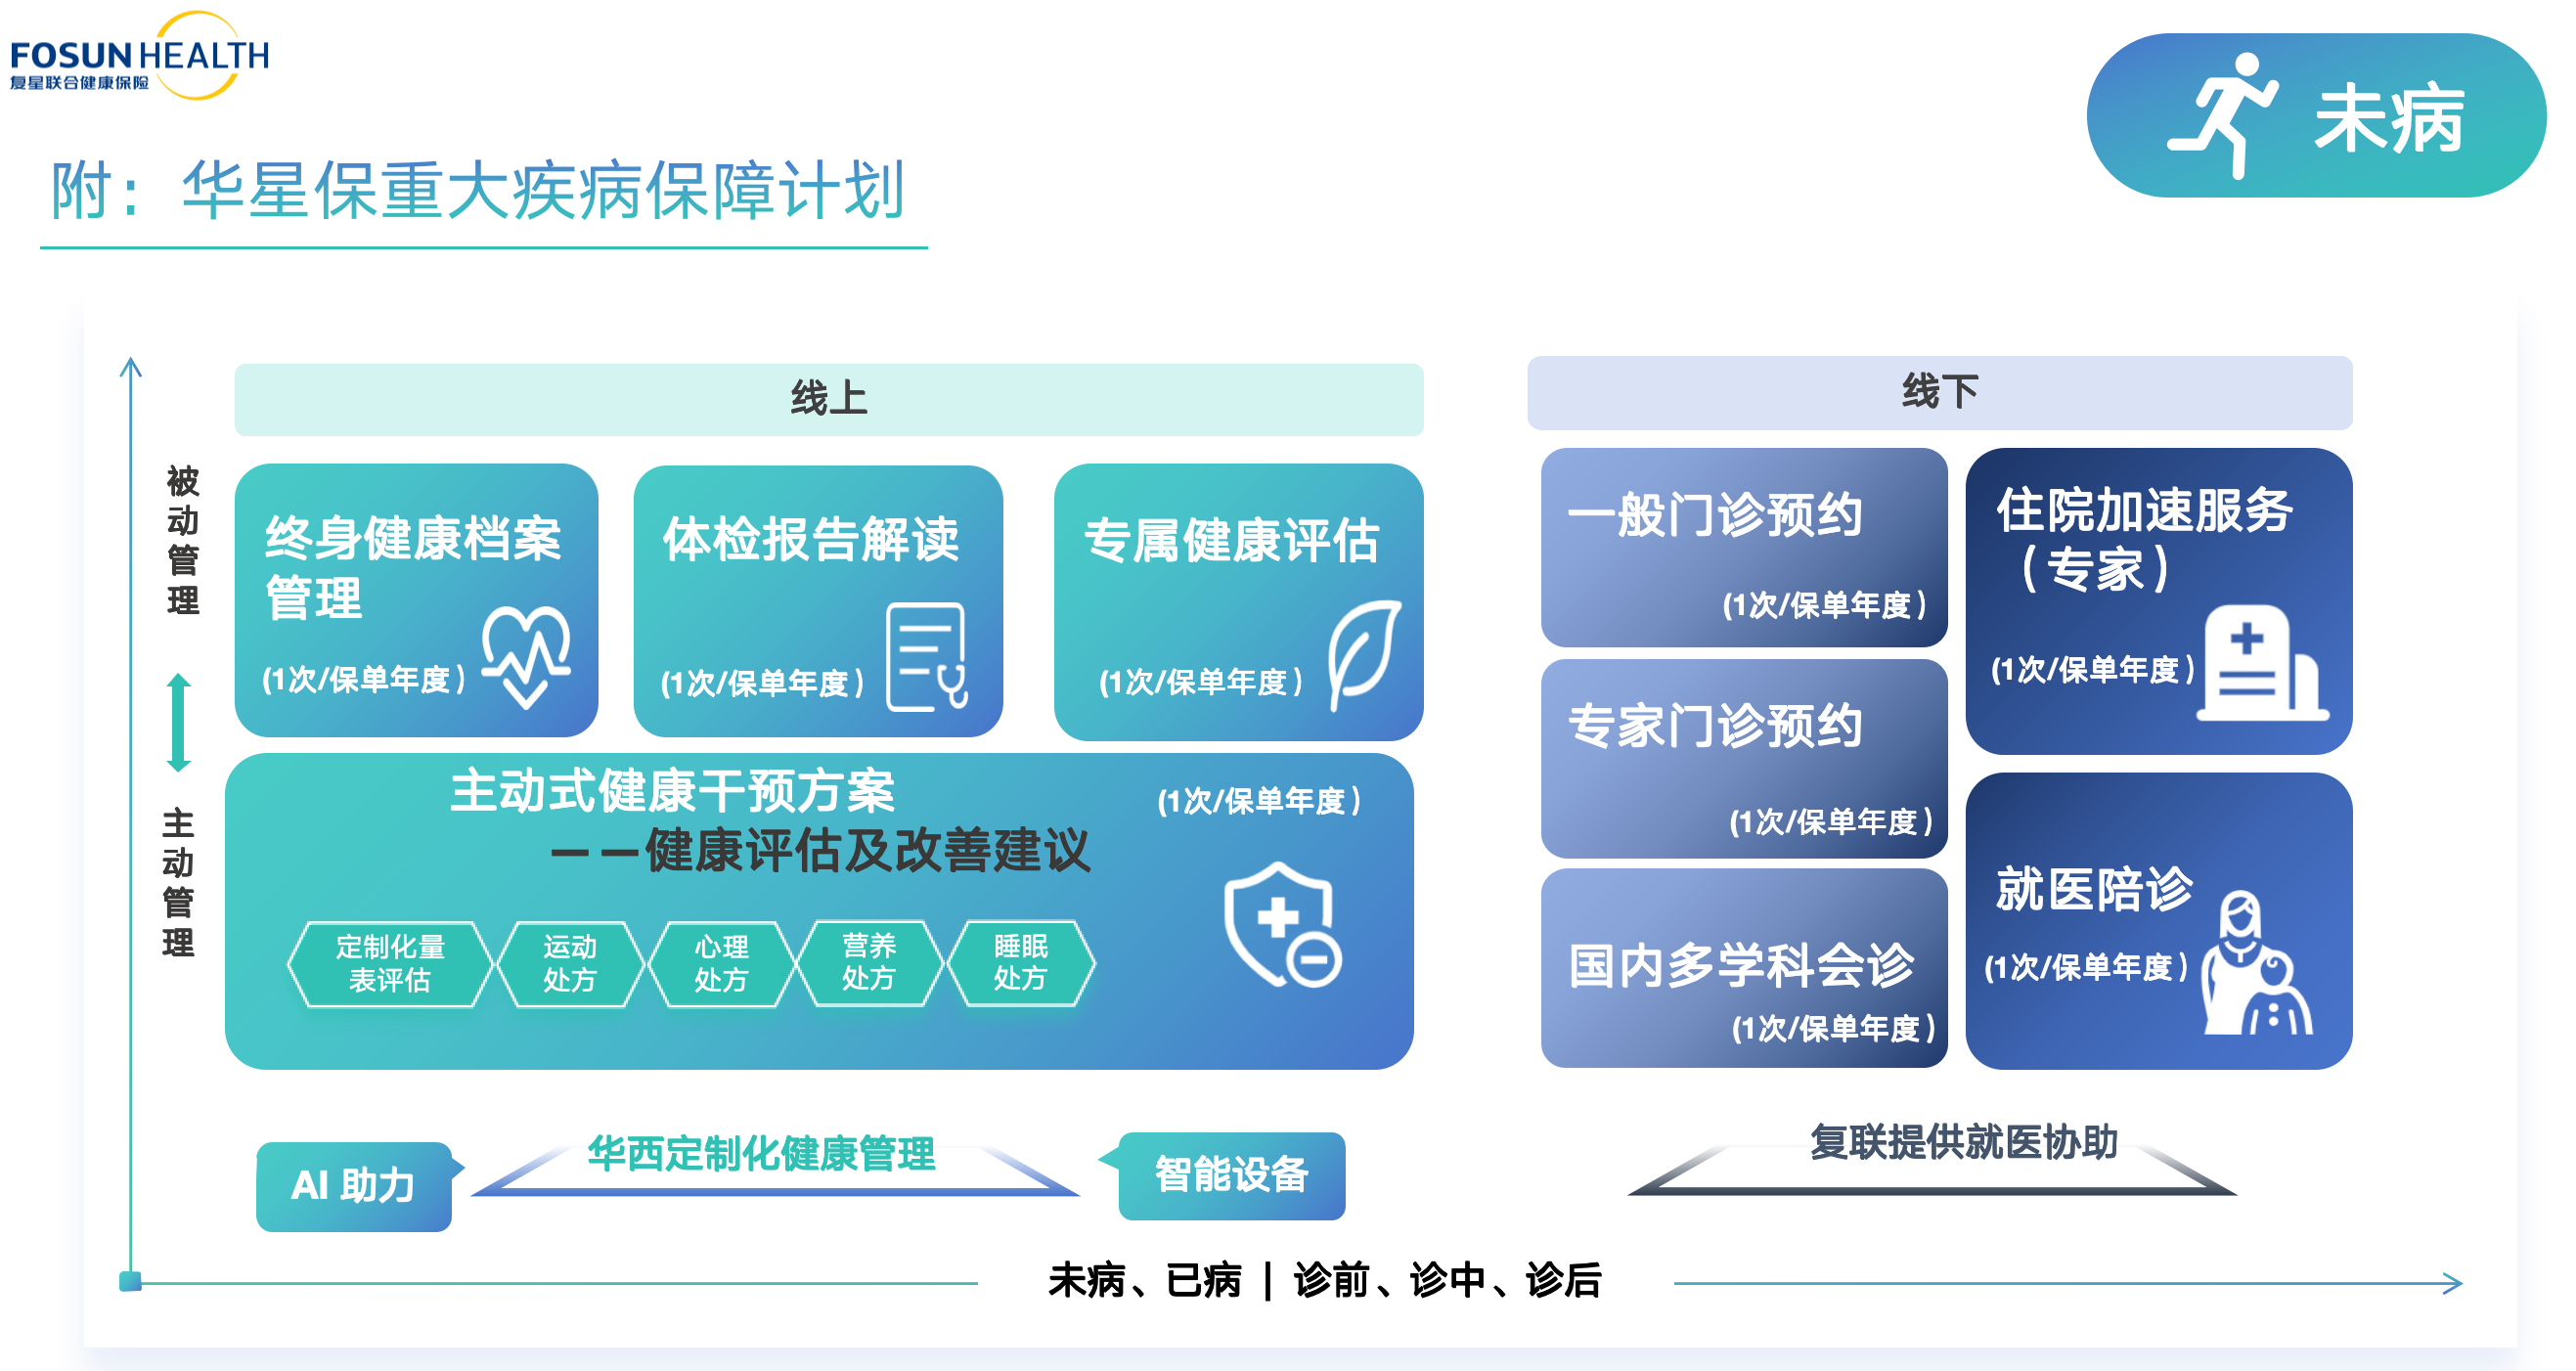 FOSUN HEALTH
复星联合健康保险
未病
附：华星保重大疾病保障计划
线上
线下
被动管理
主动管理
终身健康档案
管理
(1次/保单年度)
体检报告解读
(1次/保单年度)
专属健康评估
(1次/保单年度)
主动式健康干预方案
(1次/保单年度)
——健康评估及改善建议
定制化量
表评估
运动
处方
心理
处方
营养
处方
睡眠
处方
一般门诊预约
(1次/保单年度)
专家门诊预约
(1次/保单年度)
国内多学科会诊
(1次/保单年度)
住院加速服务
（专家）
(1次/保单年度)
就医陪诊
(1次/保单年度)
AI 助力
华西定制化健康管理
智能设备
复联提供就医协助
未病、已病 | 诊前、诊中、诊后